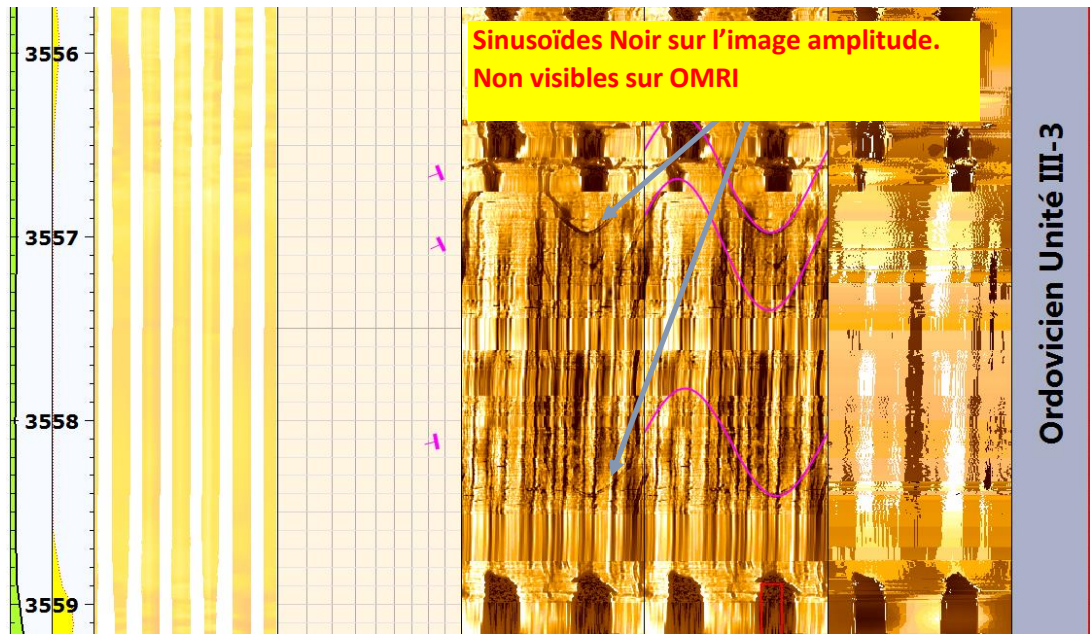 Sinusoïdes Noir sur l’image amplitude.
Non visibles sur OMRI
3556
3557
3558
3559
Ordovicien Unité III-3